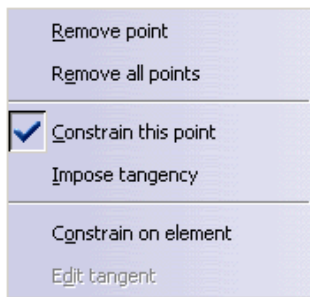 Remove point
Remove all points
Constrain this point
Impose tangency
Constrain on element
Edit tangent